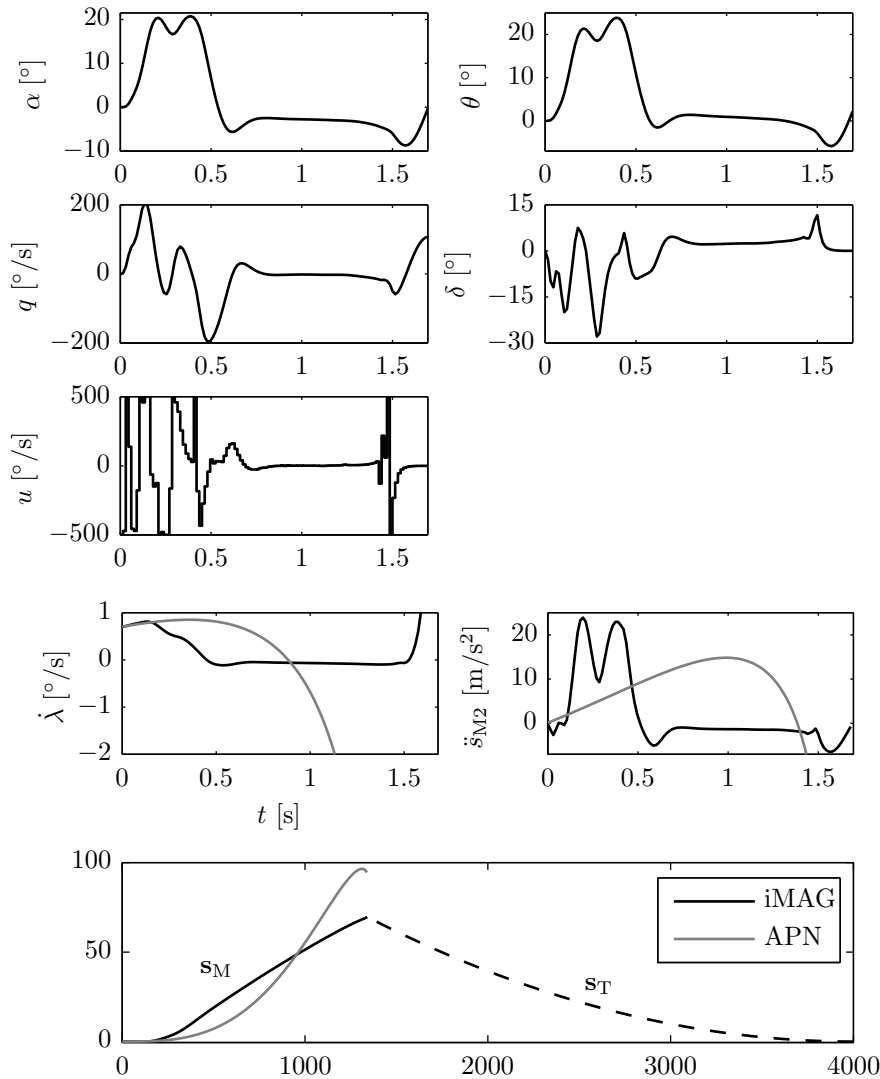 20
10
0
−10
α [°]
0 0.5 1 1.5
20
10
0
θ [°]
0 0.5 1 1.5
200
0
−200
q [°/s]
0 0.5 1 1.5
15
0
−15
−30
δ [°]
0 0.5 1 1.5
500
0
−500
u [°/s]
0 0.5 1 1.5
1
0
−1
−2
λ̇ [°/s]
0 0.5 1 1.5
t [s]
20
10
0
s̈M2 [m/s²]
0 0.5 1 1.5
100
50
0
sM
sT
iMAG
APN
0 1000 2000 3000 4000